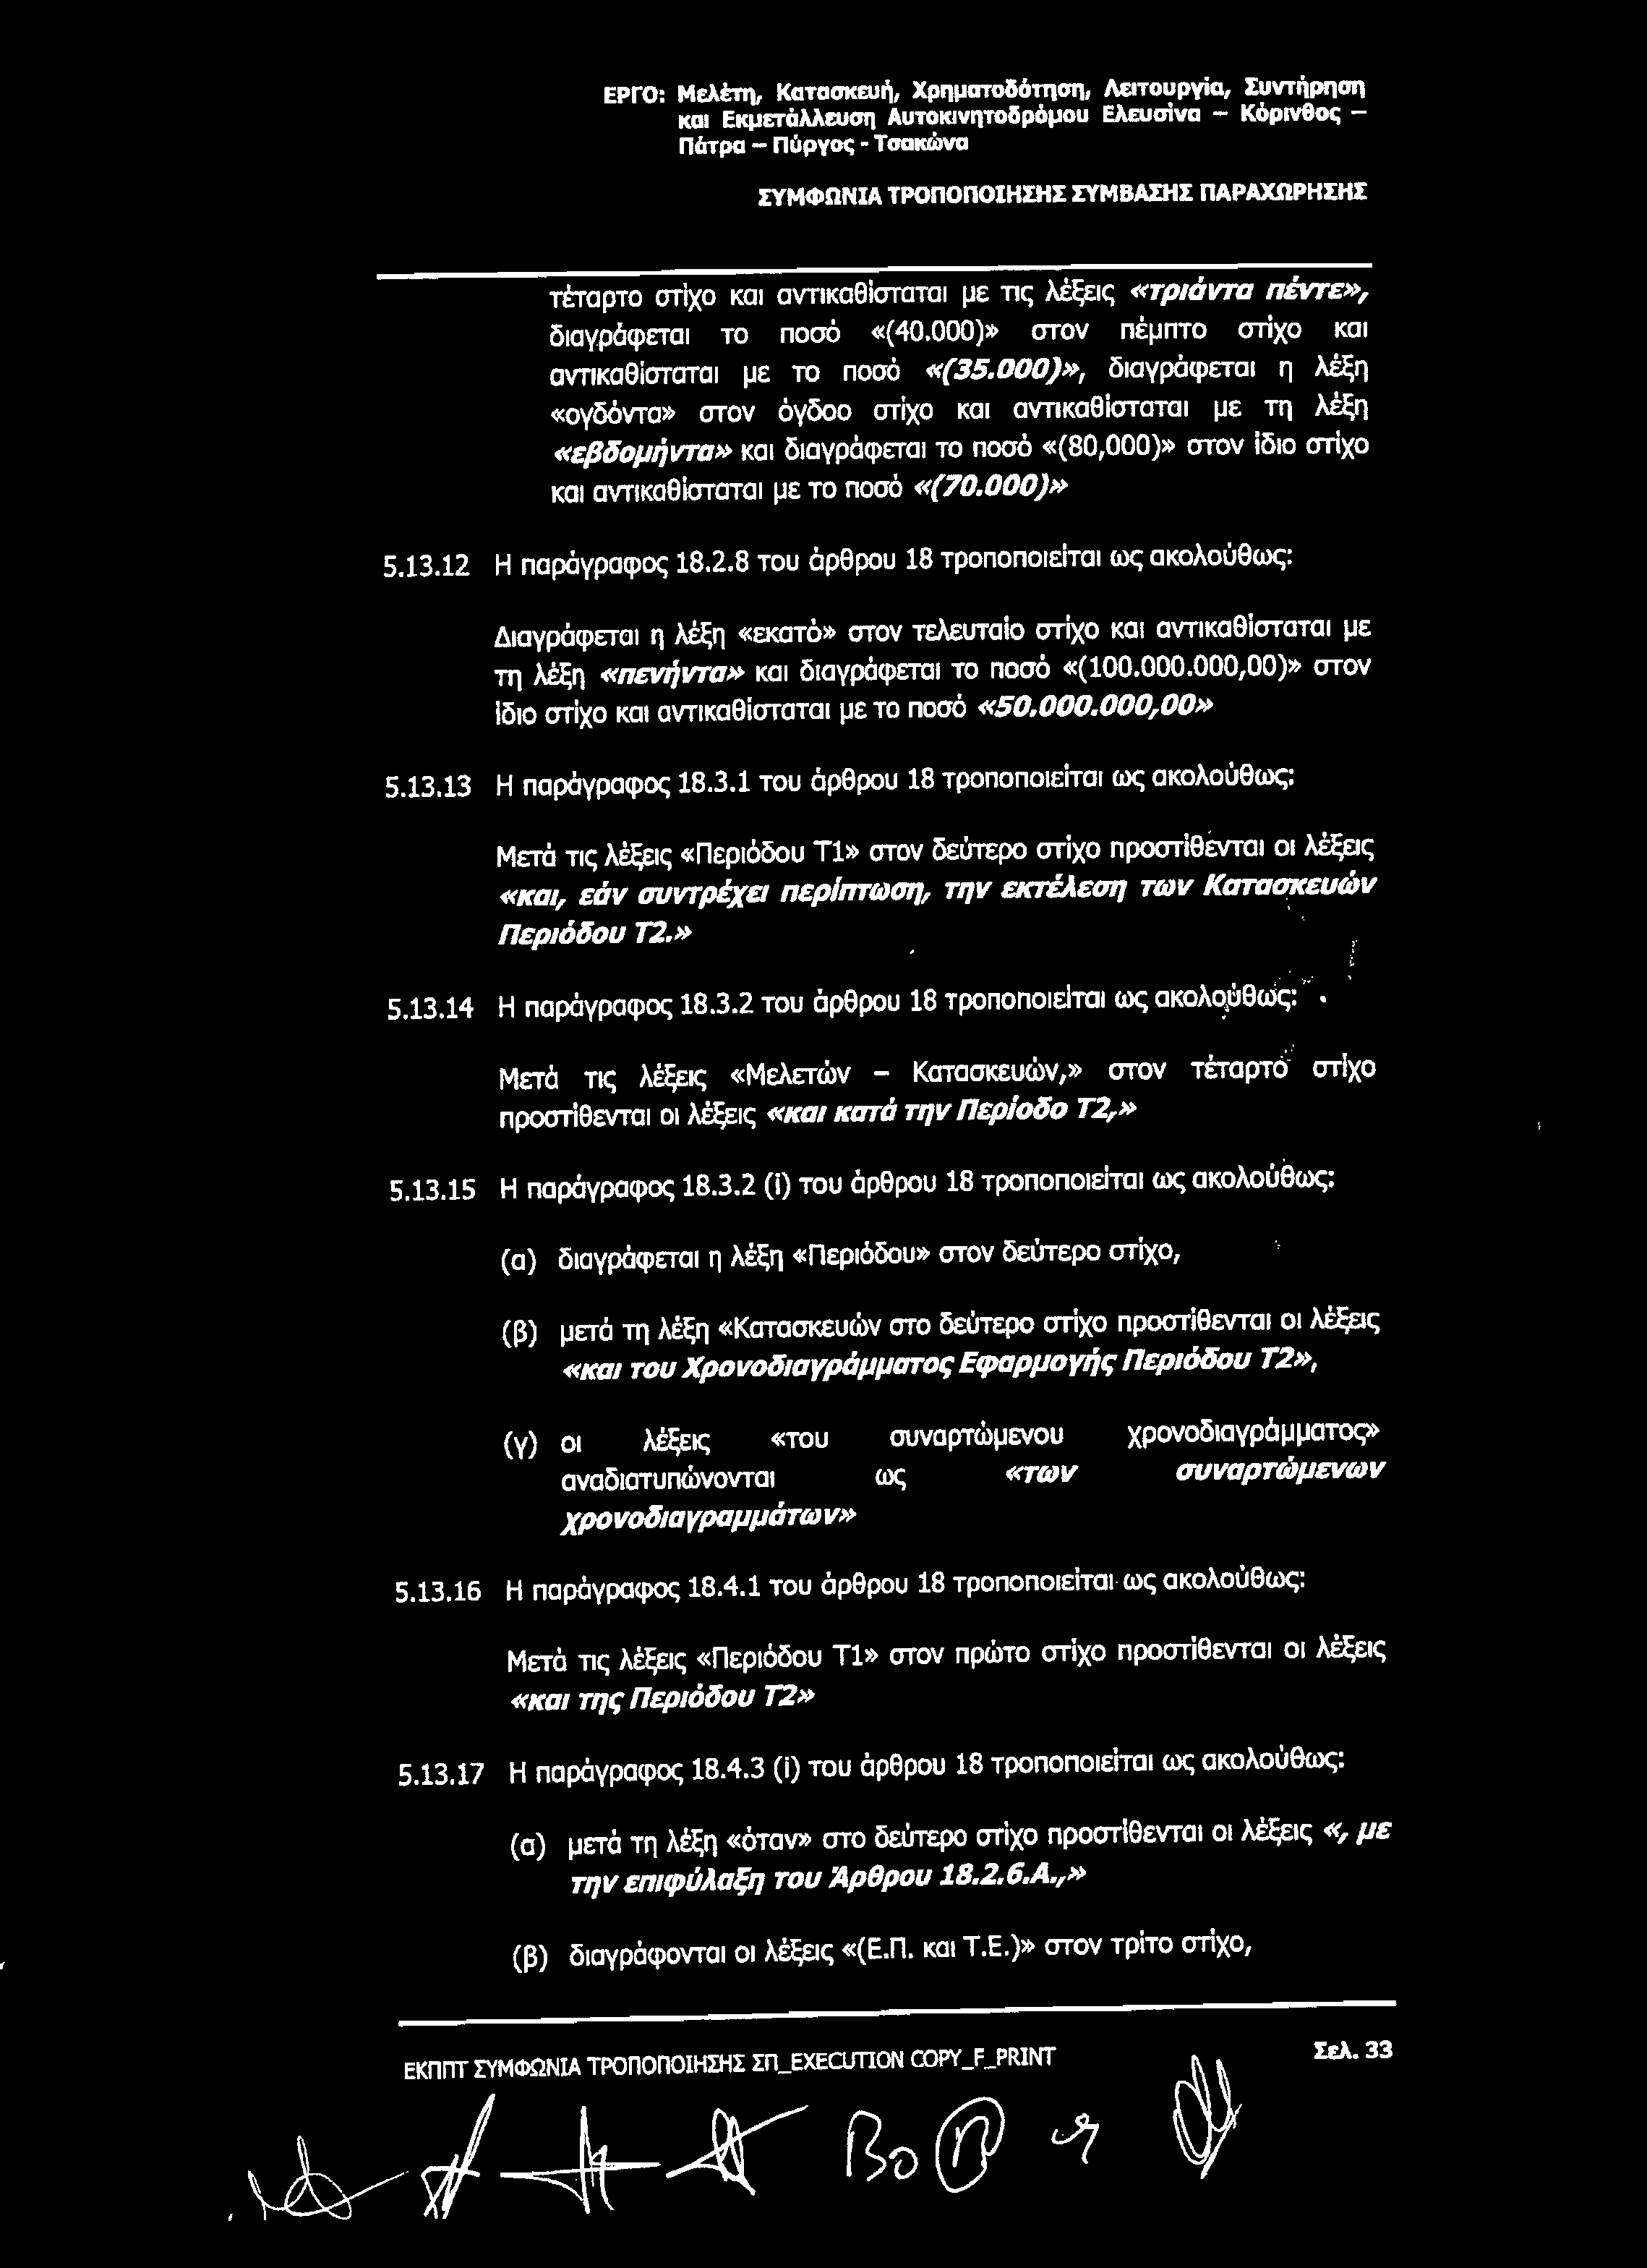 ΕΡΓΟ: Μελέτη, Κατασκευή, Χρηματοδότηση, Λειτουργία, Συντήρηση
και Εκμετάλλευση Αυτοκινητοδρόμου Ελευσίνα – Κόρινθος –
Πάτρα – Πύργος - Τσακώνα
ΣΥΜΦΩΝΙΑ ΤΡΟΠΟΠΟΙΗΣΗΣ ΣΥΜΒΑΣΗΣ ΠΑΡΑΧΩΡΗΣΗΣ
τέταρτο στίχο και αντικαθίσταται με τις λέξεις «τριάντα πέντε»,
διαγράφεται το ποσό «(40.000)» στον πέμπτο στίχο και
αντικαθίσταται με το ποσό «(35.000)», διαγράφεται η λέξη
«ογδόντα» στον όγδοο στίχο και αντικαθίσταται με τη λέξη
«εβδομήντα» και διαγράφεται το ποσό «(80,000)» στον ίδιο στίχο
και αντικαθίσταται με το ποσό «(70.000)»
5.13.12 Η παράγραφος 18.2.8 του άρθρου 18 τροποποιείται ως ακολούθως:
Διαγράφεται η λέξη «εκατό» στον τελευταίο στίχο και αντικαθίσταται με
τη λέξη «πενήντα» και διαγράφεται το ποσό «(100.000.000,00)» στον
ίδιο στίχο και αντικαθίσταται με το ποσό «50.000.000,00»
5.13.13 Η παράγραφος 18.3.1 του άρθρου 18 τροποποιείται ως ακολούθως:
Μετά τις λέξεις «Περιόδου Τ1» στον δεύτερο στίχο προστίθενται οι λέξεις
«και, εάν συντρέχει περίπτωση, την εκτέλεση των Κατασκευών
Περιόδου Τ2.»
5.13.14 Η παράγραφος 18.3.2 του άρθρου 18 τροποποιείται ως ακολούθως:
Μετά τις λέξεις «Μελετών – Κατασκευών,» στον τέταρτο στίχο
προστίθενται οι λέξεις «και κατά την Περίοδο Τ2,»
5.13.15 Η παράγραφος 18.3.2 (i) του άρθρου 18 τροποποιείται ως ακολούθως:
(α) διαγράφεται η λέξη «Περιόδου» στον δεύτερο στίχο,
(β) μετά τη λέξη «Κατασκευών στο δεύτερο στίχο προστίθενται οι λέξεις
«και του Χρονοδιαγράμματος Εφαρμογής Περιόδου Τ2»,
(γ) οι λέξεις «του συναρτώμενου χρονοδιαγράμματος»
αναδιατυπώνονται ως «των συναρτώμενων
χρονοδιαγραμμάτων»
5.13.16 Η παράγραφος 18.4.1 του άρθρου 18 τροποποιείται ως ακολούθως:
Μετά τις λέξεις «Περιόδου Τ1» στον πρώτο στίχο προστίθενται οι λέξεις
«και της Περιόδου Τ2»
5.13.17 Η παράγραφος 18.4.3 (i) του άρθρου 18 τροποποιείται ως ακολούθως:
(α) μετά τη λέξη «όταν» στο δεύτερο στίχο προστίθενται οι λέξεις «, με
την επιφύλαξη του Άρθρου 18.2.6.Α.,»
(β) διαγράφονται οι λέξεις «(Ε.Π. και Τ.Ε.)» στον τρίτο στίχο,
ΕΚΠΠΤ ΣΥΜΦΩΝΙΑ ΤΡΟΠΟΠΟΙΗΣΗΣ ΣΠ_EXECUTION COPY_F_PRINT Σελ. 33